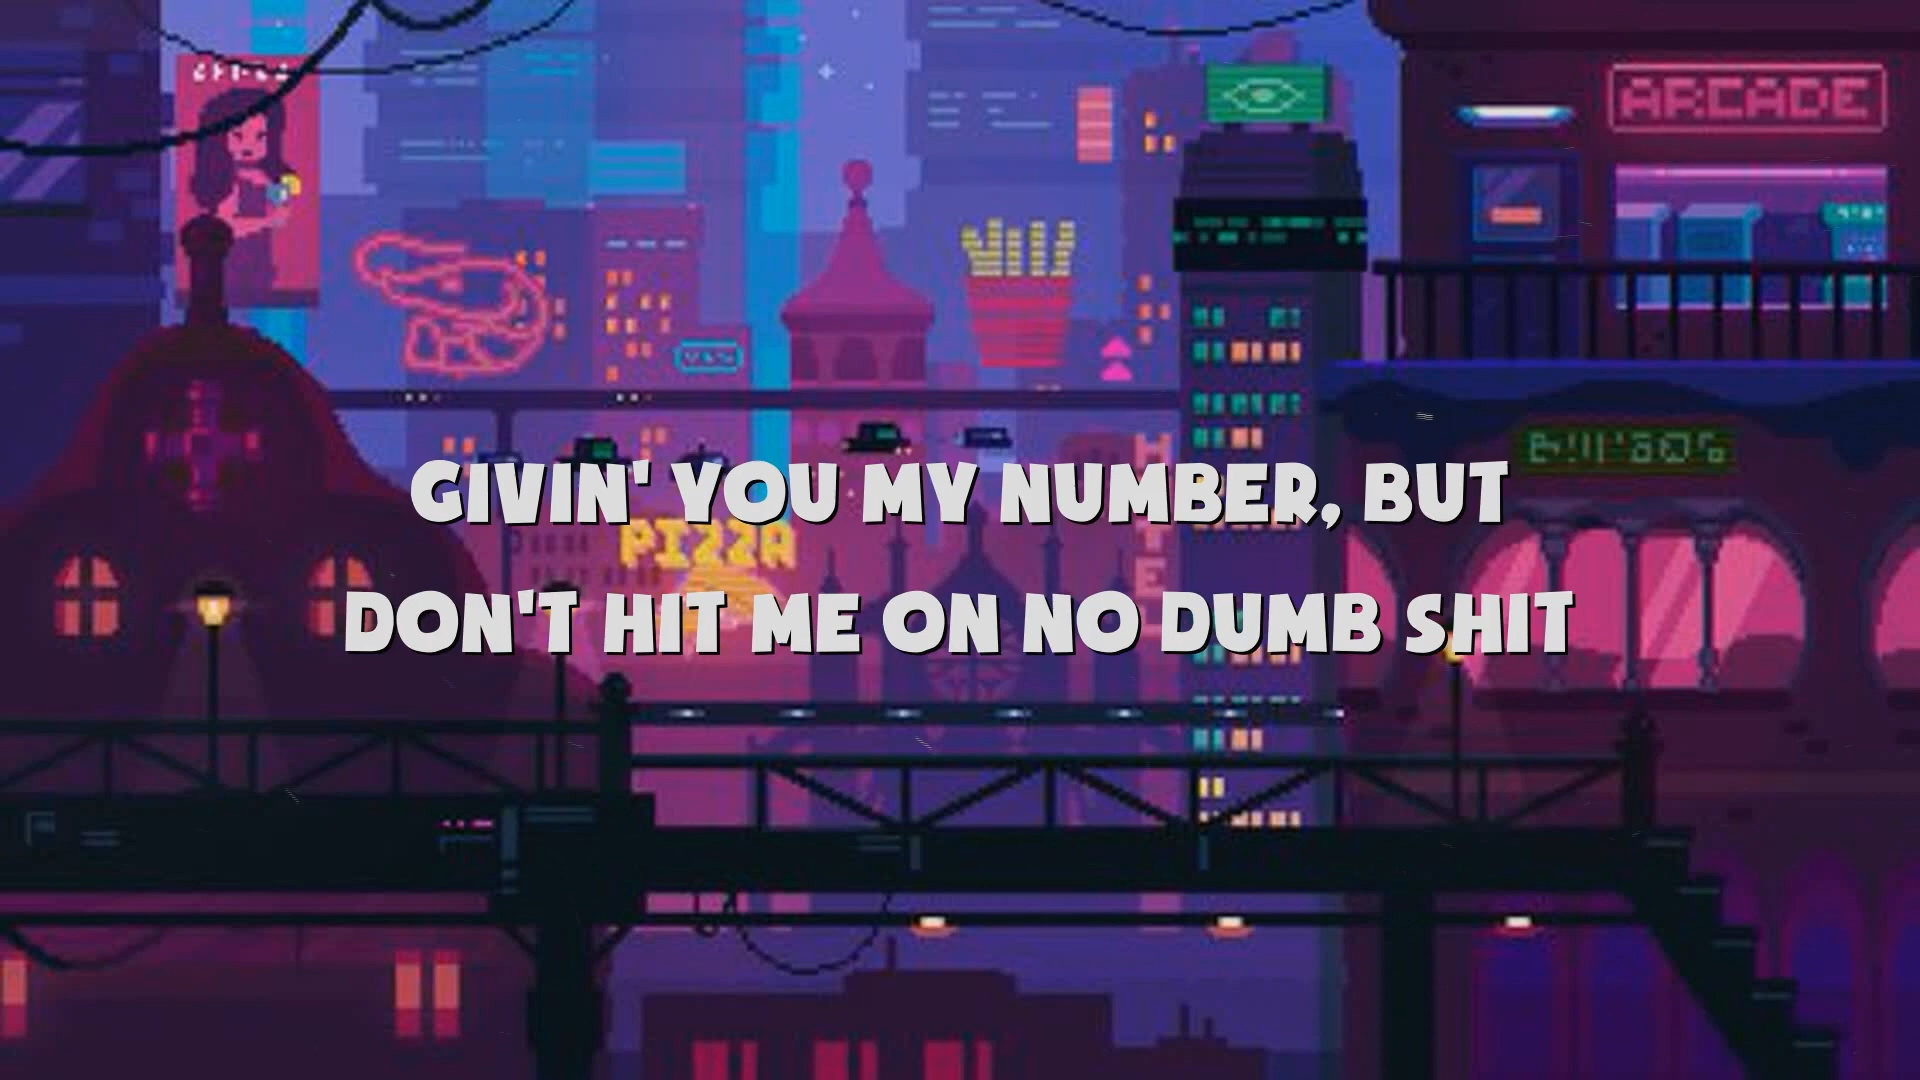 ARCADE
GIVIN' YOU MY NUMBER, BUT
PIZZA
DON'T HIT ME ON NO DUMB SHIT